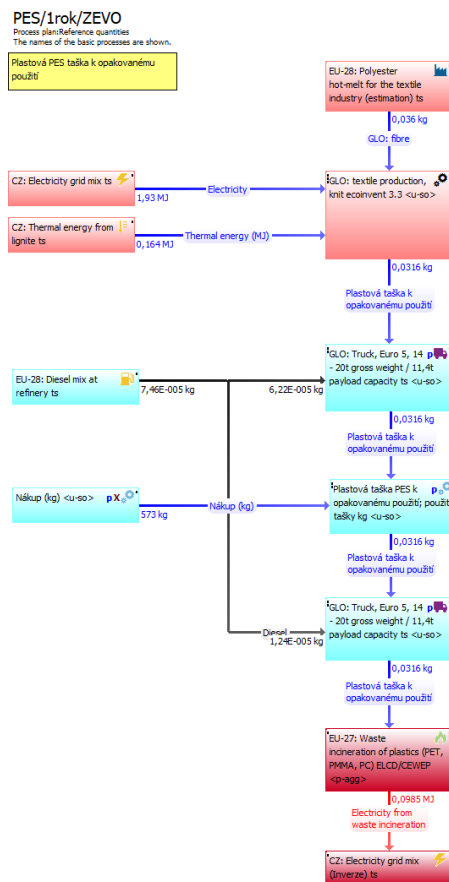 PES/1rok/ZEVO
Process plan:Reference quantities
The names of the basic processes are shown.
Plastová PES taška k opakovanému
použití
EU-28: Polyester
hot-melt for the textile
industry (estimation) ts
0,036 kg
GLO: fibre
CZ: Electricity grid mix ts
Electricity
1,93 MJ
GLO: textile production,
knit ecoinvent 3.3 <u-so>
CZ: Thermal energy from
lignite ts
Thermal energy (MJ)
0,164 MJ
0,0316 kg
Plastová taška k
opakovanému použití
GLO: Truck, Euro 5, 14 p
- 20t gross weight / 11,4t
payload capacity ts <u-so>
EU-28: Diesel mix at
refinery ts
7,46E-005 kg
6,22E-005 kg
0,0316 kg
Plastová taška k
opakovanému použití
Nákup (kg) <u-so> p X
Nákup (kg)
573 kg
Plastová taška PES k p
opakovanému použití; použit
tašky kg <u-so>
0,0316 kg
Plastová taška k
opakovanému použití
GLO: Truck, Euro 5, 14 p
- 20t gross weight / 11,4t
payload capacity ts <u-so>
Diesel
1,24E-005 kg
0,0316 kg
Plastová taška k
opakovanému použití
EU-27: Waste
incineration of plastics (PET,
PMMA, PC) ELCD/CEWEP
<p-agg>
0,0985 MJ
Electricity from
waste incineration
CZ: Electricity grid mix
(Inverze) ts